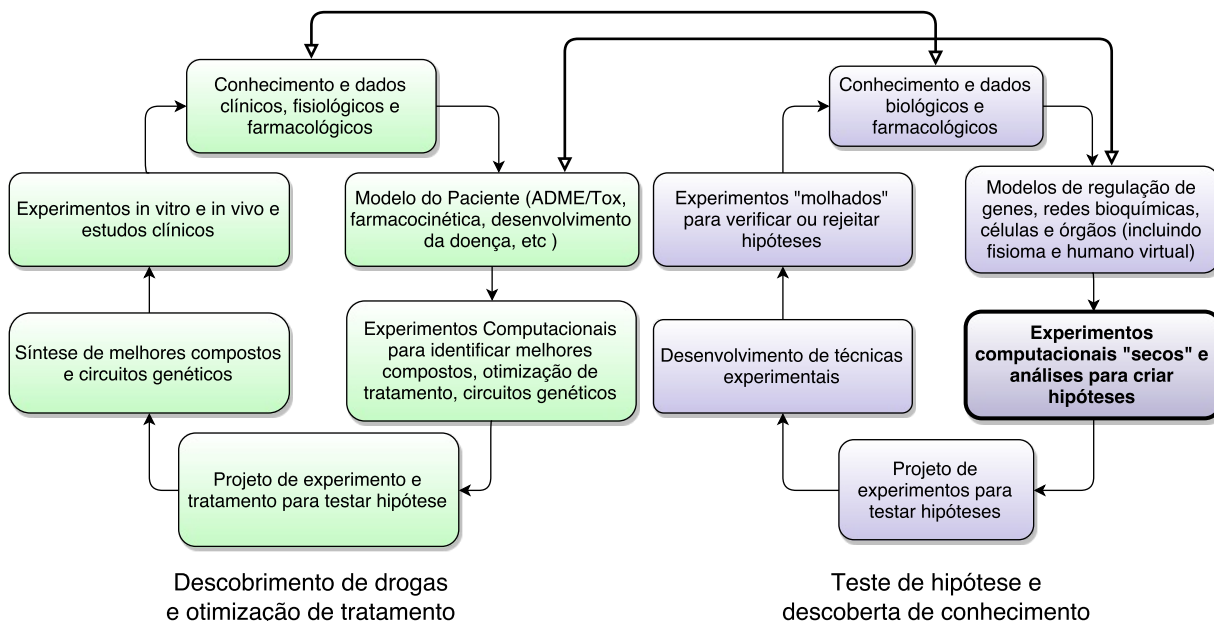 Conhecimento e dados
clínicos, fisiológicos e
farmacológicos
Modelo do Paciente (ADME/Tox,
farmacocinética, desenvolvimento
da doença, etc )
Experimentos Computacionais
para identificar melhores
compostos, otimização de
tratamento, circuitos genéticos
Projeto de experimento e
tratamento para testar hipótese
Síntese de melhores compostos
e circuitos genéticos
Experimentos in vitro e in vivo e
estudos clínicos
Descobrimento de drogas
e otimização de tratamento
Conhecimento e dados
biológicos e
farmacológicos
Modelos de regulação de
genes, redes bioquímicas,
células e órgãos (incluindo
fisioma e humano virtual)
Experimentos
computacionais "secos" e
análises para criar
hipóteses
Projeto de
experimentos para
testar hipóteses
Desenvolvimento de técnicas
experimentais
Experimentos "molhados"
para verificar ou rejeitar
hipóteses
Teste de hipótese e
descoberta de conhecimento